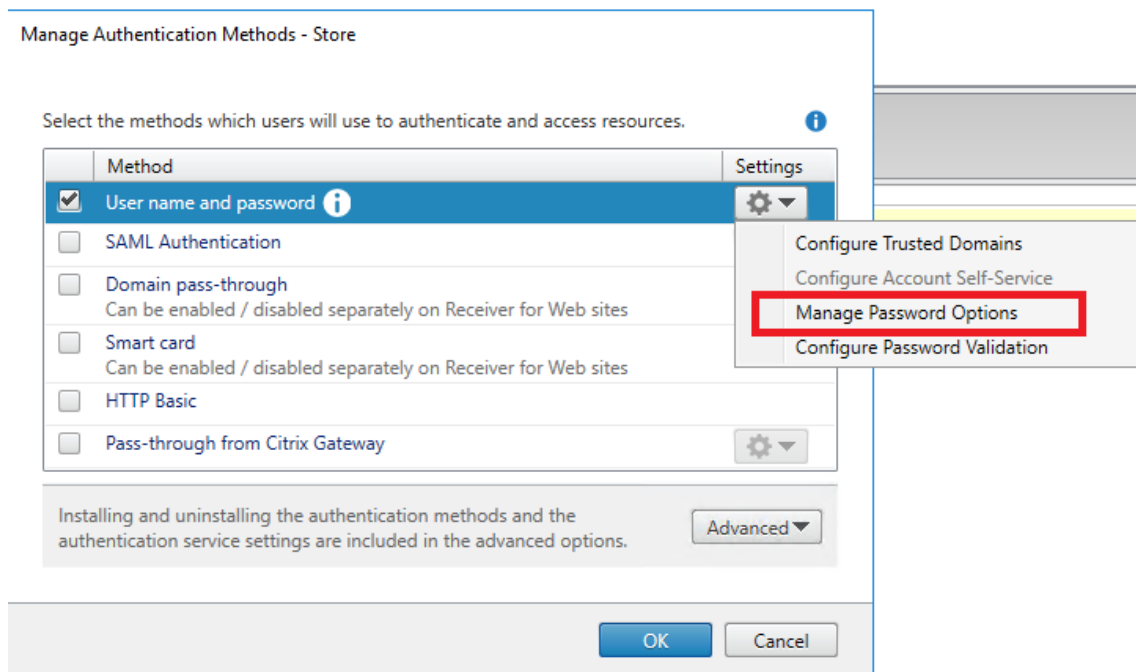 Manage Authentication Methods - Store
Select the methods which users will use to authenticate and access resources.
Method Settings
User name and password
SAML Authentication
Domain pass-through
Can be enabled / disabled separately on Receiver for Web sites
Smart card
Can be enabled / disabled separately on Receiver for Web sites
HTTP Basic
Pass-through from Citrix Gateway
Configure Trusted Domains
Configure Account Self-Service
Manage Password Options
Configure Password Validation
Installing and uninstalling the authentication methods and the
authentication service settings are included in the advanced options.
Advanced
OK Cancel